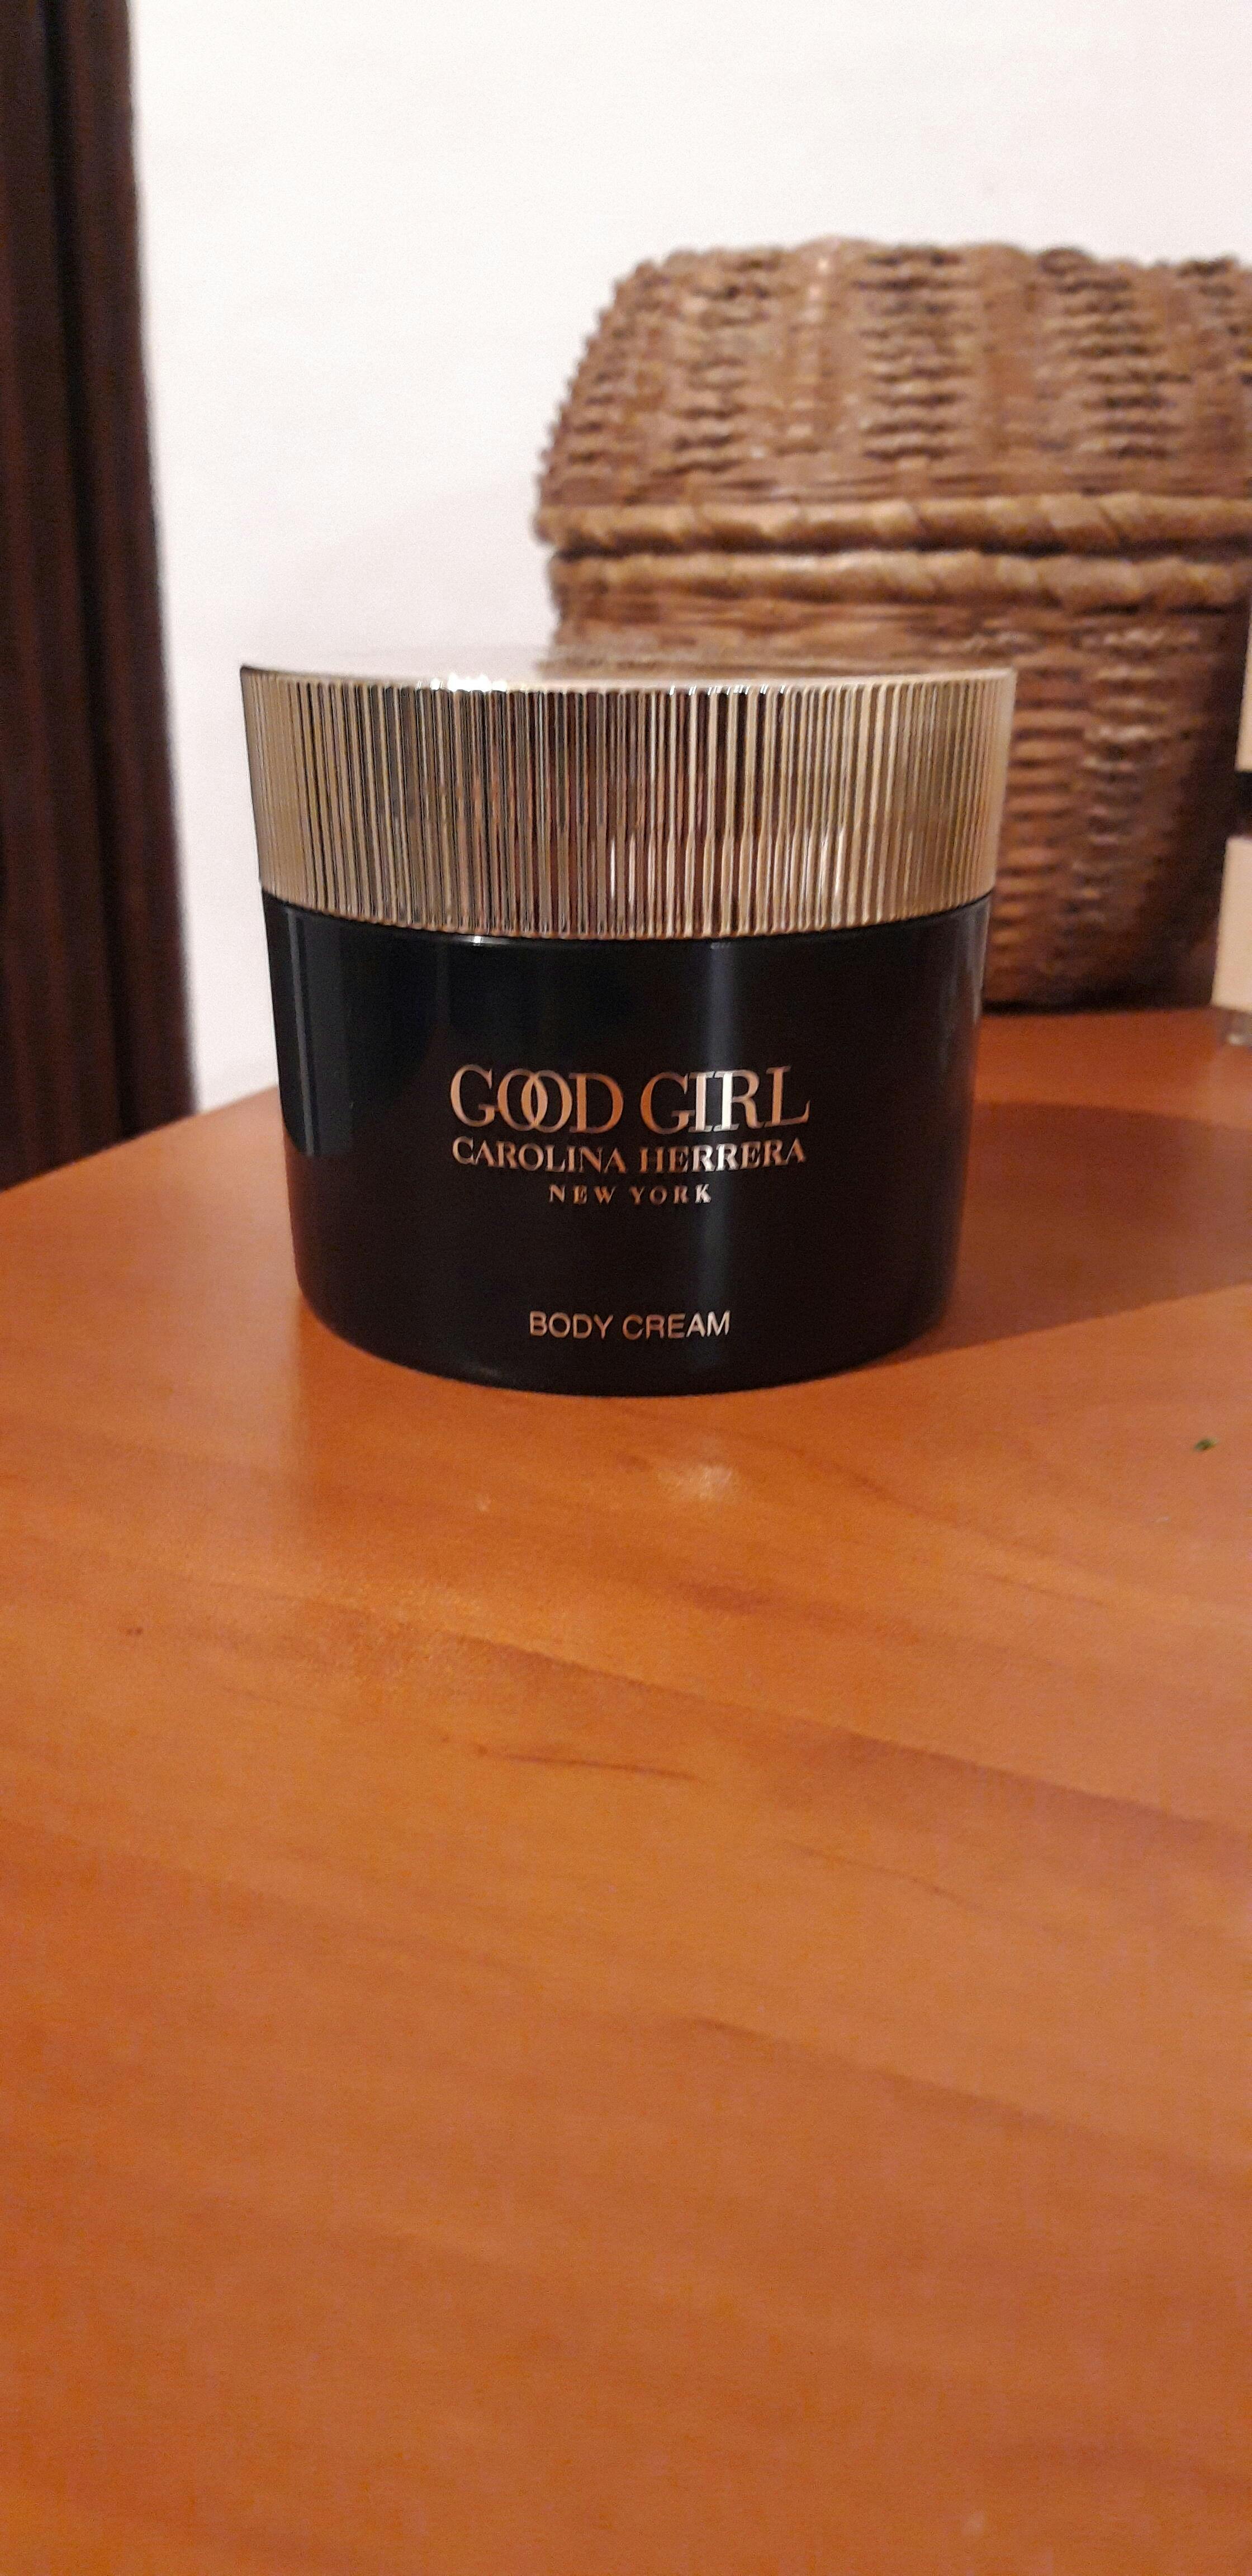 GOOD GIRL
CAROLINA HERRERA
NEW YORK
BODY CREAM